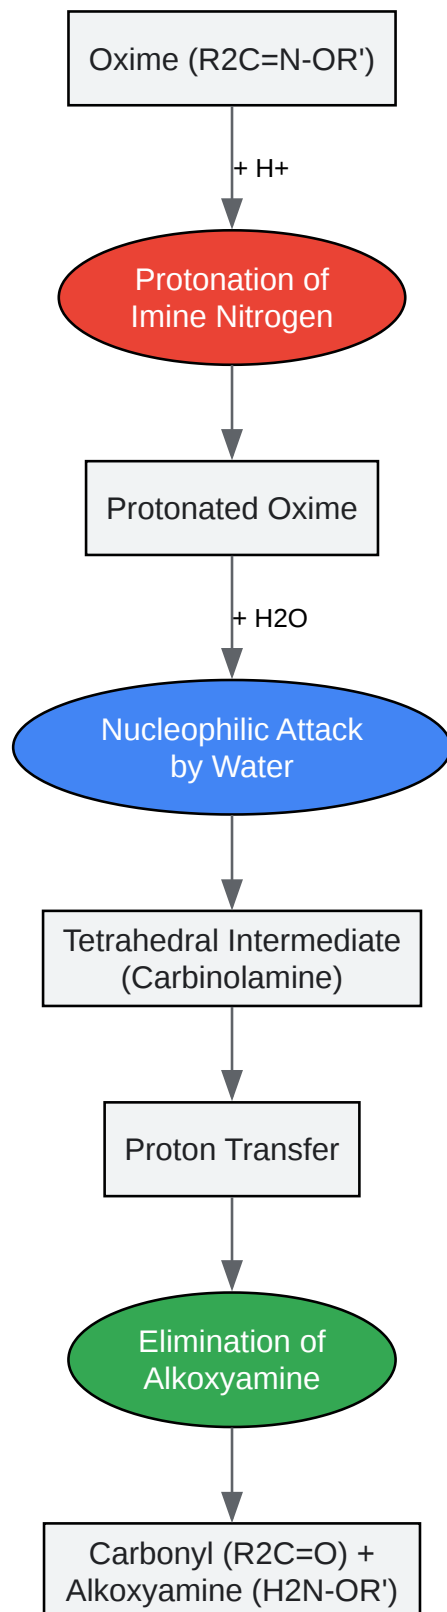 Oxime (R2C=N-OR')
+ H+
Protonation of
Imine Nitrogen
Protonated Oxime
+ H2O
Nucleophilic Attack
by Water
Tetrahedral Intermediate
(Carbinolamine)
Proton Transfer
Elimination of
Alkoxyamine
Carbonyl (R2C=O) +
Alkoxyamine (H2N-OR')